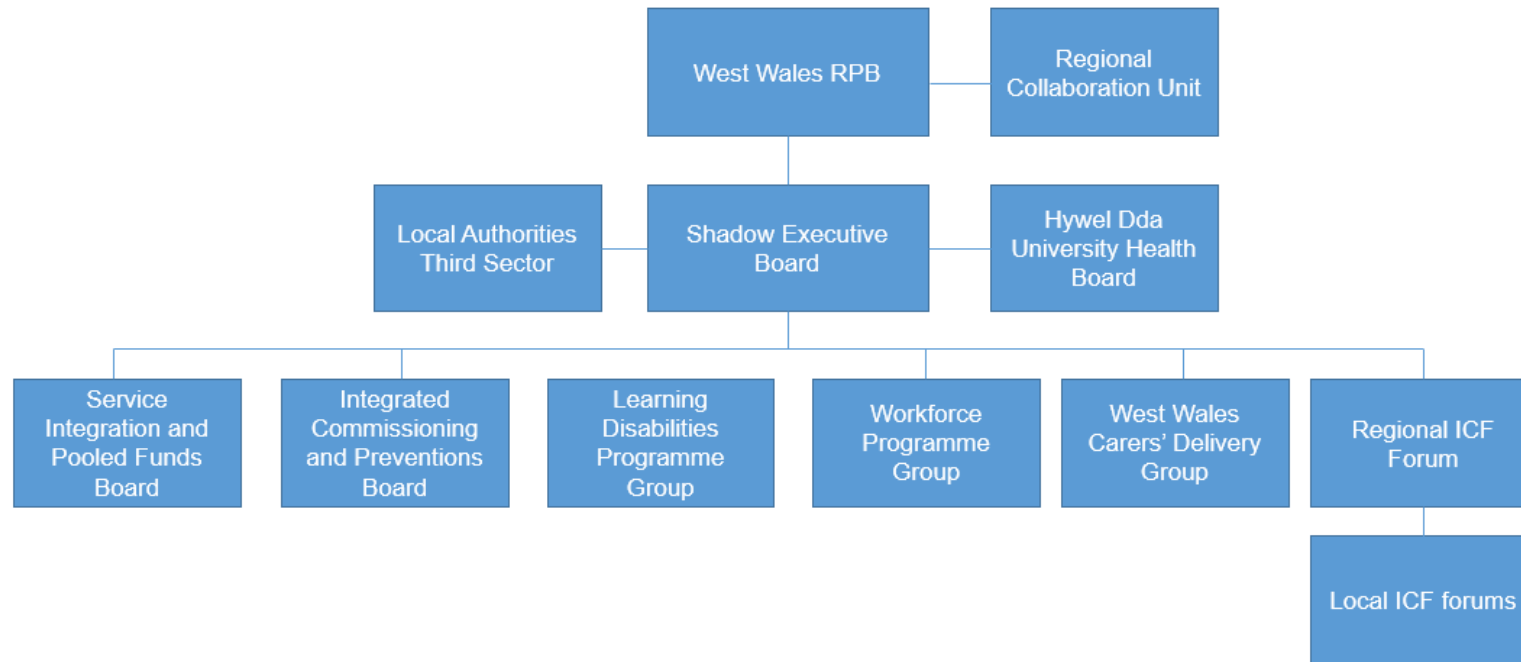 West Wales RPB
Regional
Collaboration Unit
Local Authorities
Third Sector
Shadow Executive
Board
Hywel Dda
University Health
Board
Service
Integration and
Pooled Funds
Board
Integrated
Commissioning
and Preventions
Board
Learning
Disabilities
Programme
Group
Workforce
Programme
Group
West Wales
Carers’ Delivery
Group
Regional ICF
Forum
Local ICF forums